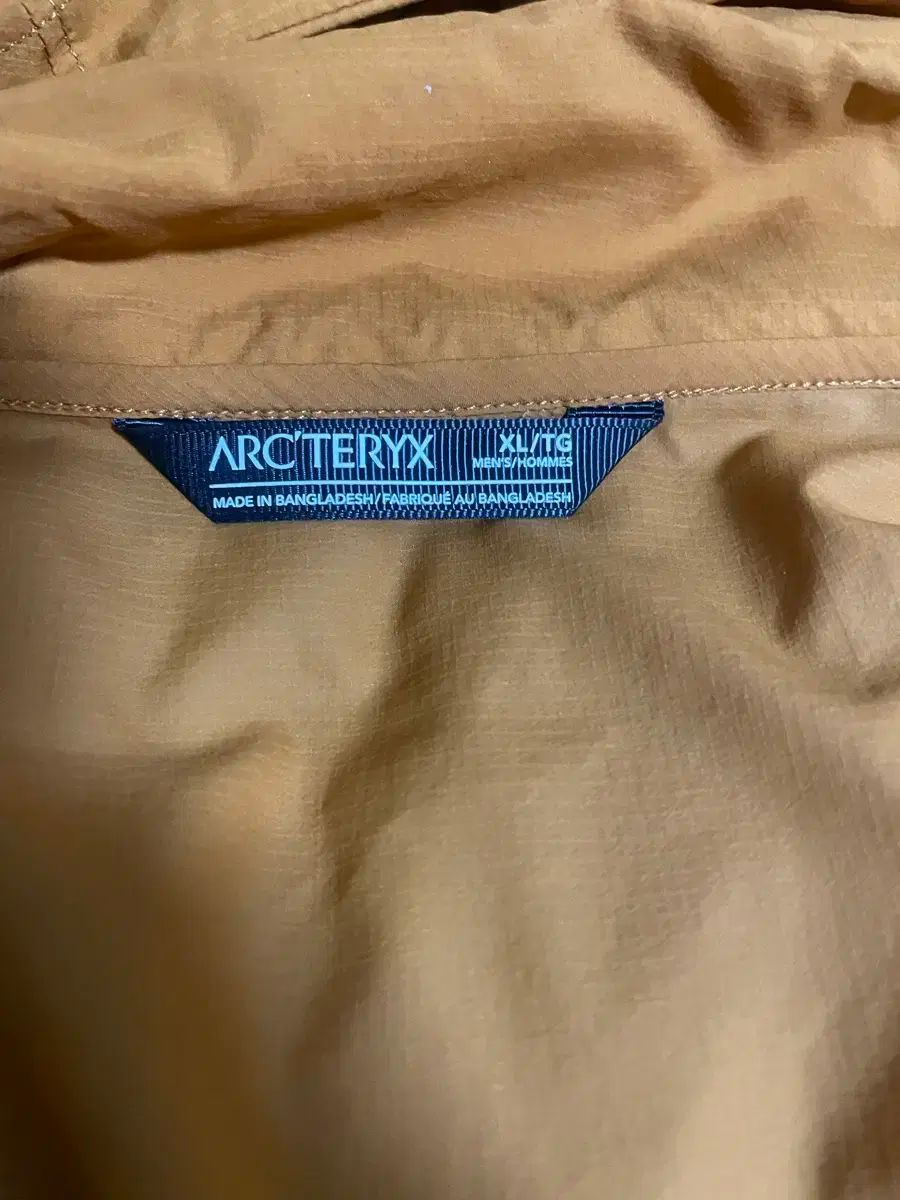 ARC'TERYX
XL/TG
MEN'S/HOMMES
MADE IN BANGLADESH/FABRIQUÉ AU BANGLADESH